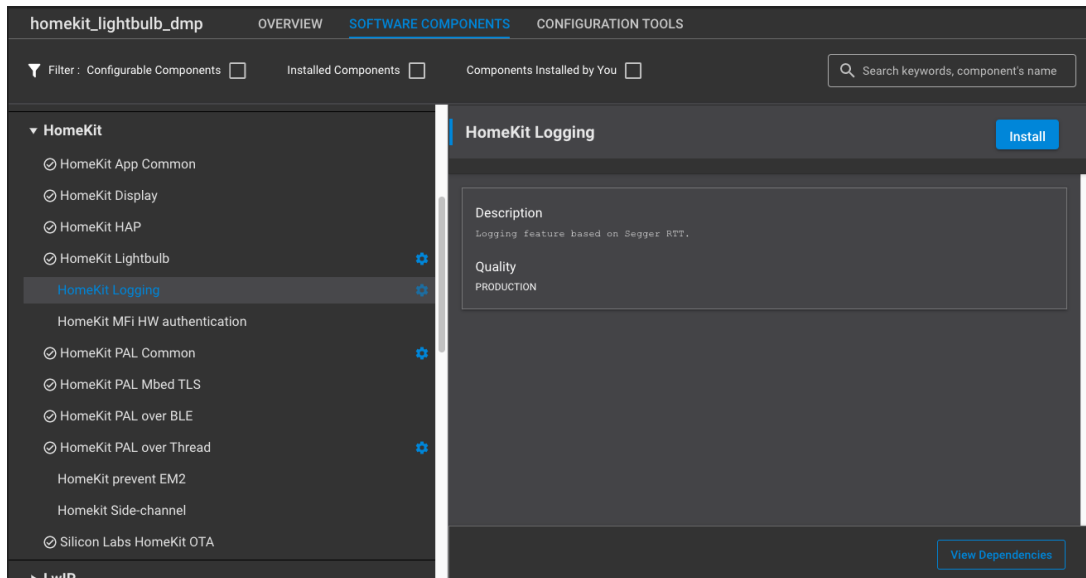 homekit_lightbulb_dmp OVERVIEW SOFTWARE COMPONENTS CONFIGURATION TOOLS
Filter : Configurable Components Installed Components Components Installed by You Search keywords, component's name
HomeKit
HomeKit App Common
HomeKit Display
HomeKit HAP
HomeKit Lightbulb
HomeKit Logging
HomeKit MFi HW authentication
HomeKit PAL Common
HomeKit PAL Mbed TLS
HomeKit PAL over BLE
HomeKit PAL over Thread
HomeKit prevent EM2
Homekit Side-channel
Silicon Labs HomeKit OTA
LwIP
HomeKit Logging
Install
Description
Logging feature based on Segger RTT.
Quality
PRODUCTION
View Dependencies